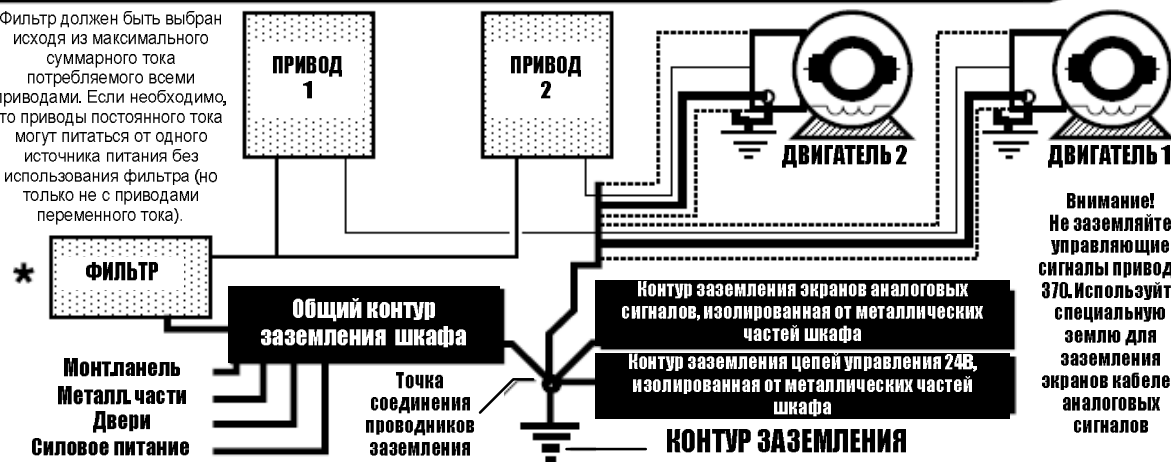 Фильтр должен быть выбран
исходя из максимального
суммарного тока
потребляемого всеми
приводами. Если необходимо,
то приводы постоянного тока
могут питаться от одного
источника питания без
использования фильтра (но
только не с приводами
переменного тока).
ПРИВОД
1
ПРИВОД
2
ДВИГАТЕЛЬ 2
ДВИГАТЕЛЬ 1
Внимание!
Не заземляйте
управляющие
сигналы привод
370. Используйт
специальную
землю для
заземления
экранов кабеле
аналоговых
сигналов
*
ФИЛЬТР
Общий контур
заземления шкафа
Контур заземления экранов аналоговых
сигналов, изолированная от металлических
частей шкафа
Контур заземления цепей управления 24В,
изолированная от металлических частей
шкафа
Монт.панель
Металл. части
Двери
Силовое питание
Точка
соединения
проводников
заземления
КОНТУР ЗАЗЕМЛЕНИЯ